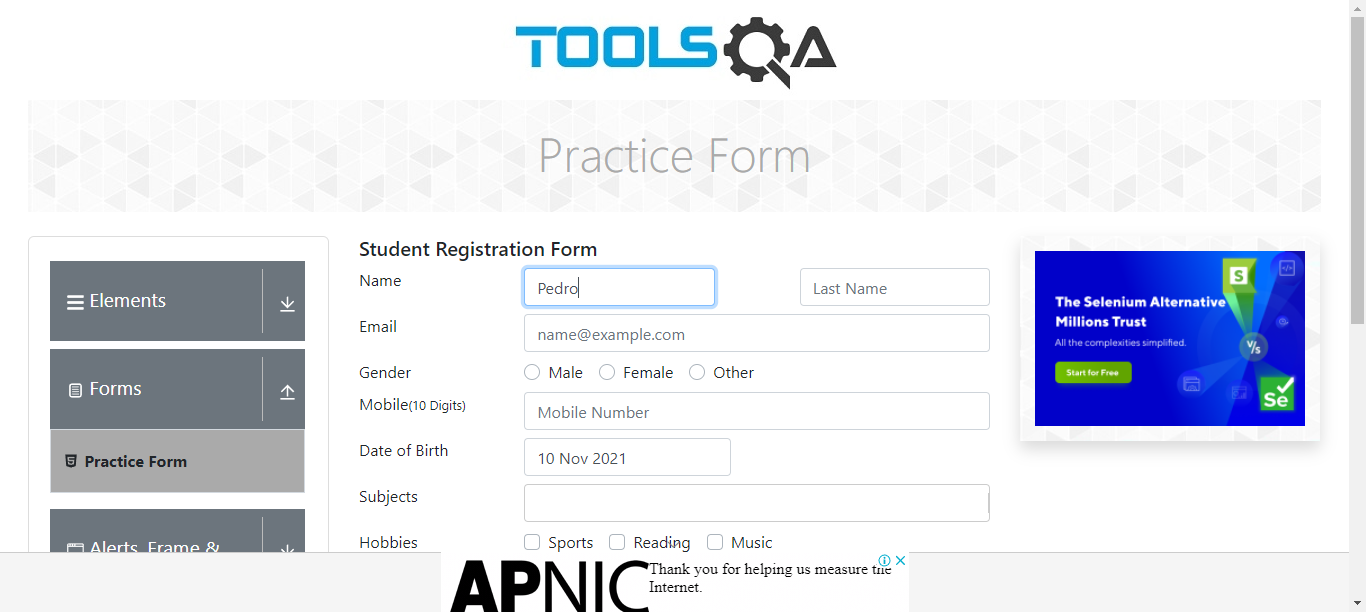 TOOLSQA
Practice Form
Elements
Forms
Practice Form
Alerts, Frame &
Student Registration Form
Name
Pedro
Last Name
Email
name@example.com
Gender
Male
Female
Other
Mobile(10 Digits)
Mobile Number
Date of Birth
10 Nov 2021
Subjects
Hobbies
Sports
Reading
Music
The Selenium Alternative
Millions Trust
All the complexities simplified.
Start for Free
S
V/s
Se
APNIC
Thank you for helping us measure the
Internet.